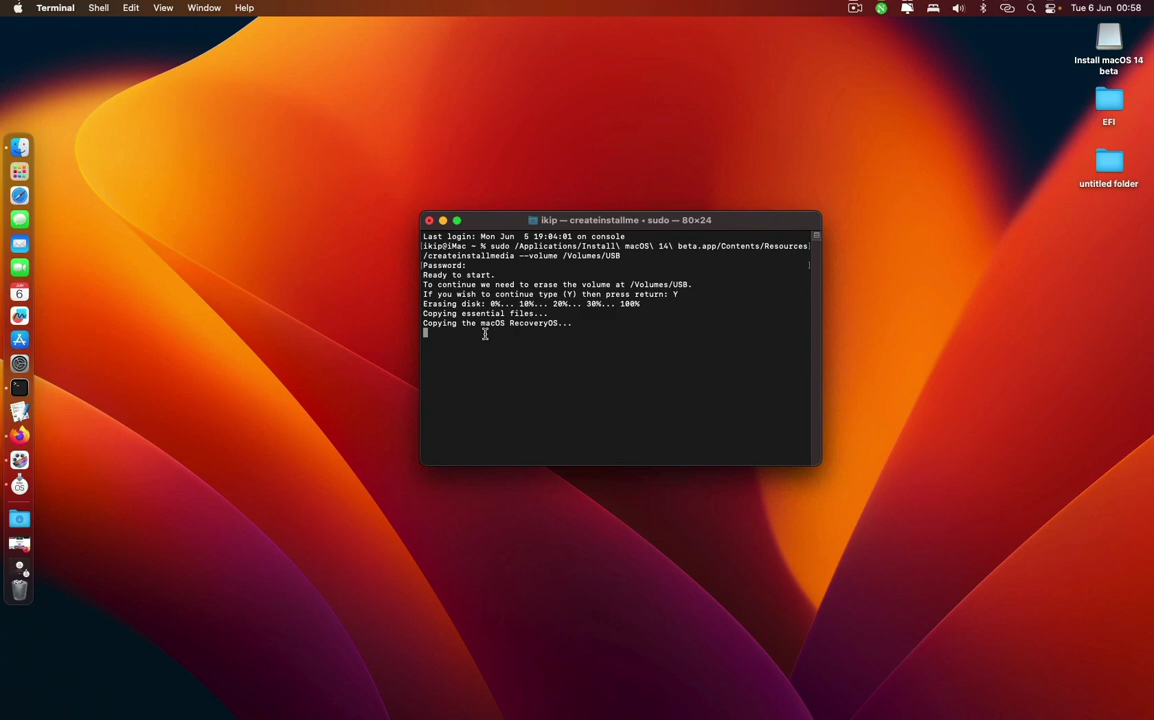 Terminal Shell Edit View Window Help
Tue 6 Jun 00:58
Install macOS 14
beta
EFI
untitled folder
ikip — createinstallme • sudo — 80×24
Last login: Mon Jun  5 19:04:01 on console
[ikip@iMac ~ % sudo /Applications/Install\ macOS\ 14\ beta.app/Contents/Resources]
/createinstallmedia --volume /Volumes/USB
[Password: ]
Ready to start.
To continue we need to erase the volume at /Volumes/USB.
If you wish to continue type (Y) then press return: Y
Erasing disk: 0%... 10%... 20%... 30%... 100%
Copying essential files...
Copying the macOS RecoveryOS...
6
OS